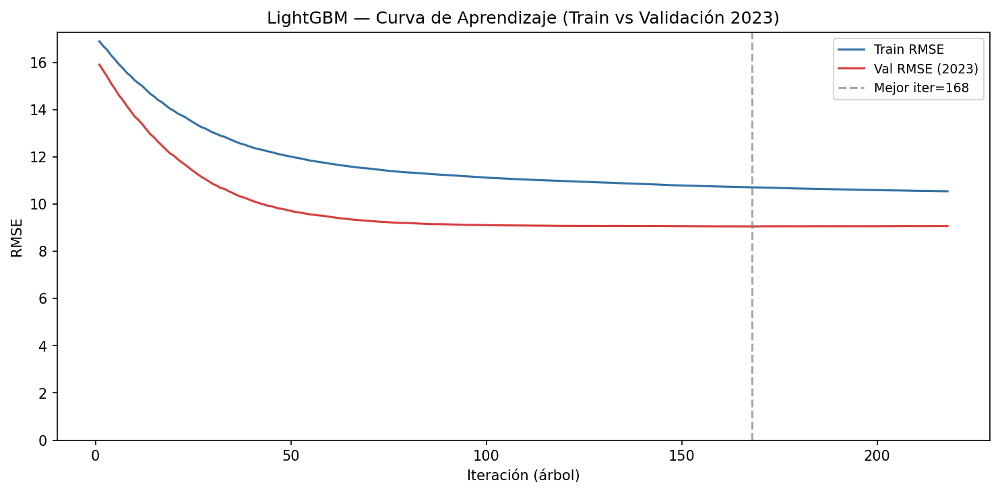 LightGBM — Curva de Aprendizaje (Train vs Validación 2023)
Train RMSE
Val RMSE (2023)
Mejor iter=168
16
14
12
10
8
6
4
2
0
RMSE
0 50 100 150 200
Iteración (árbol)